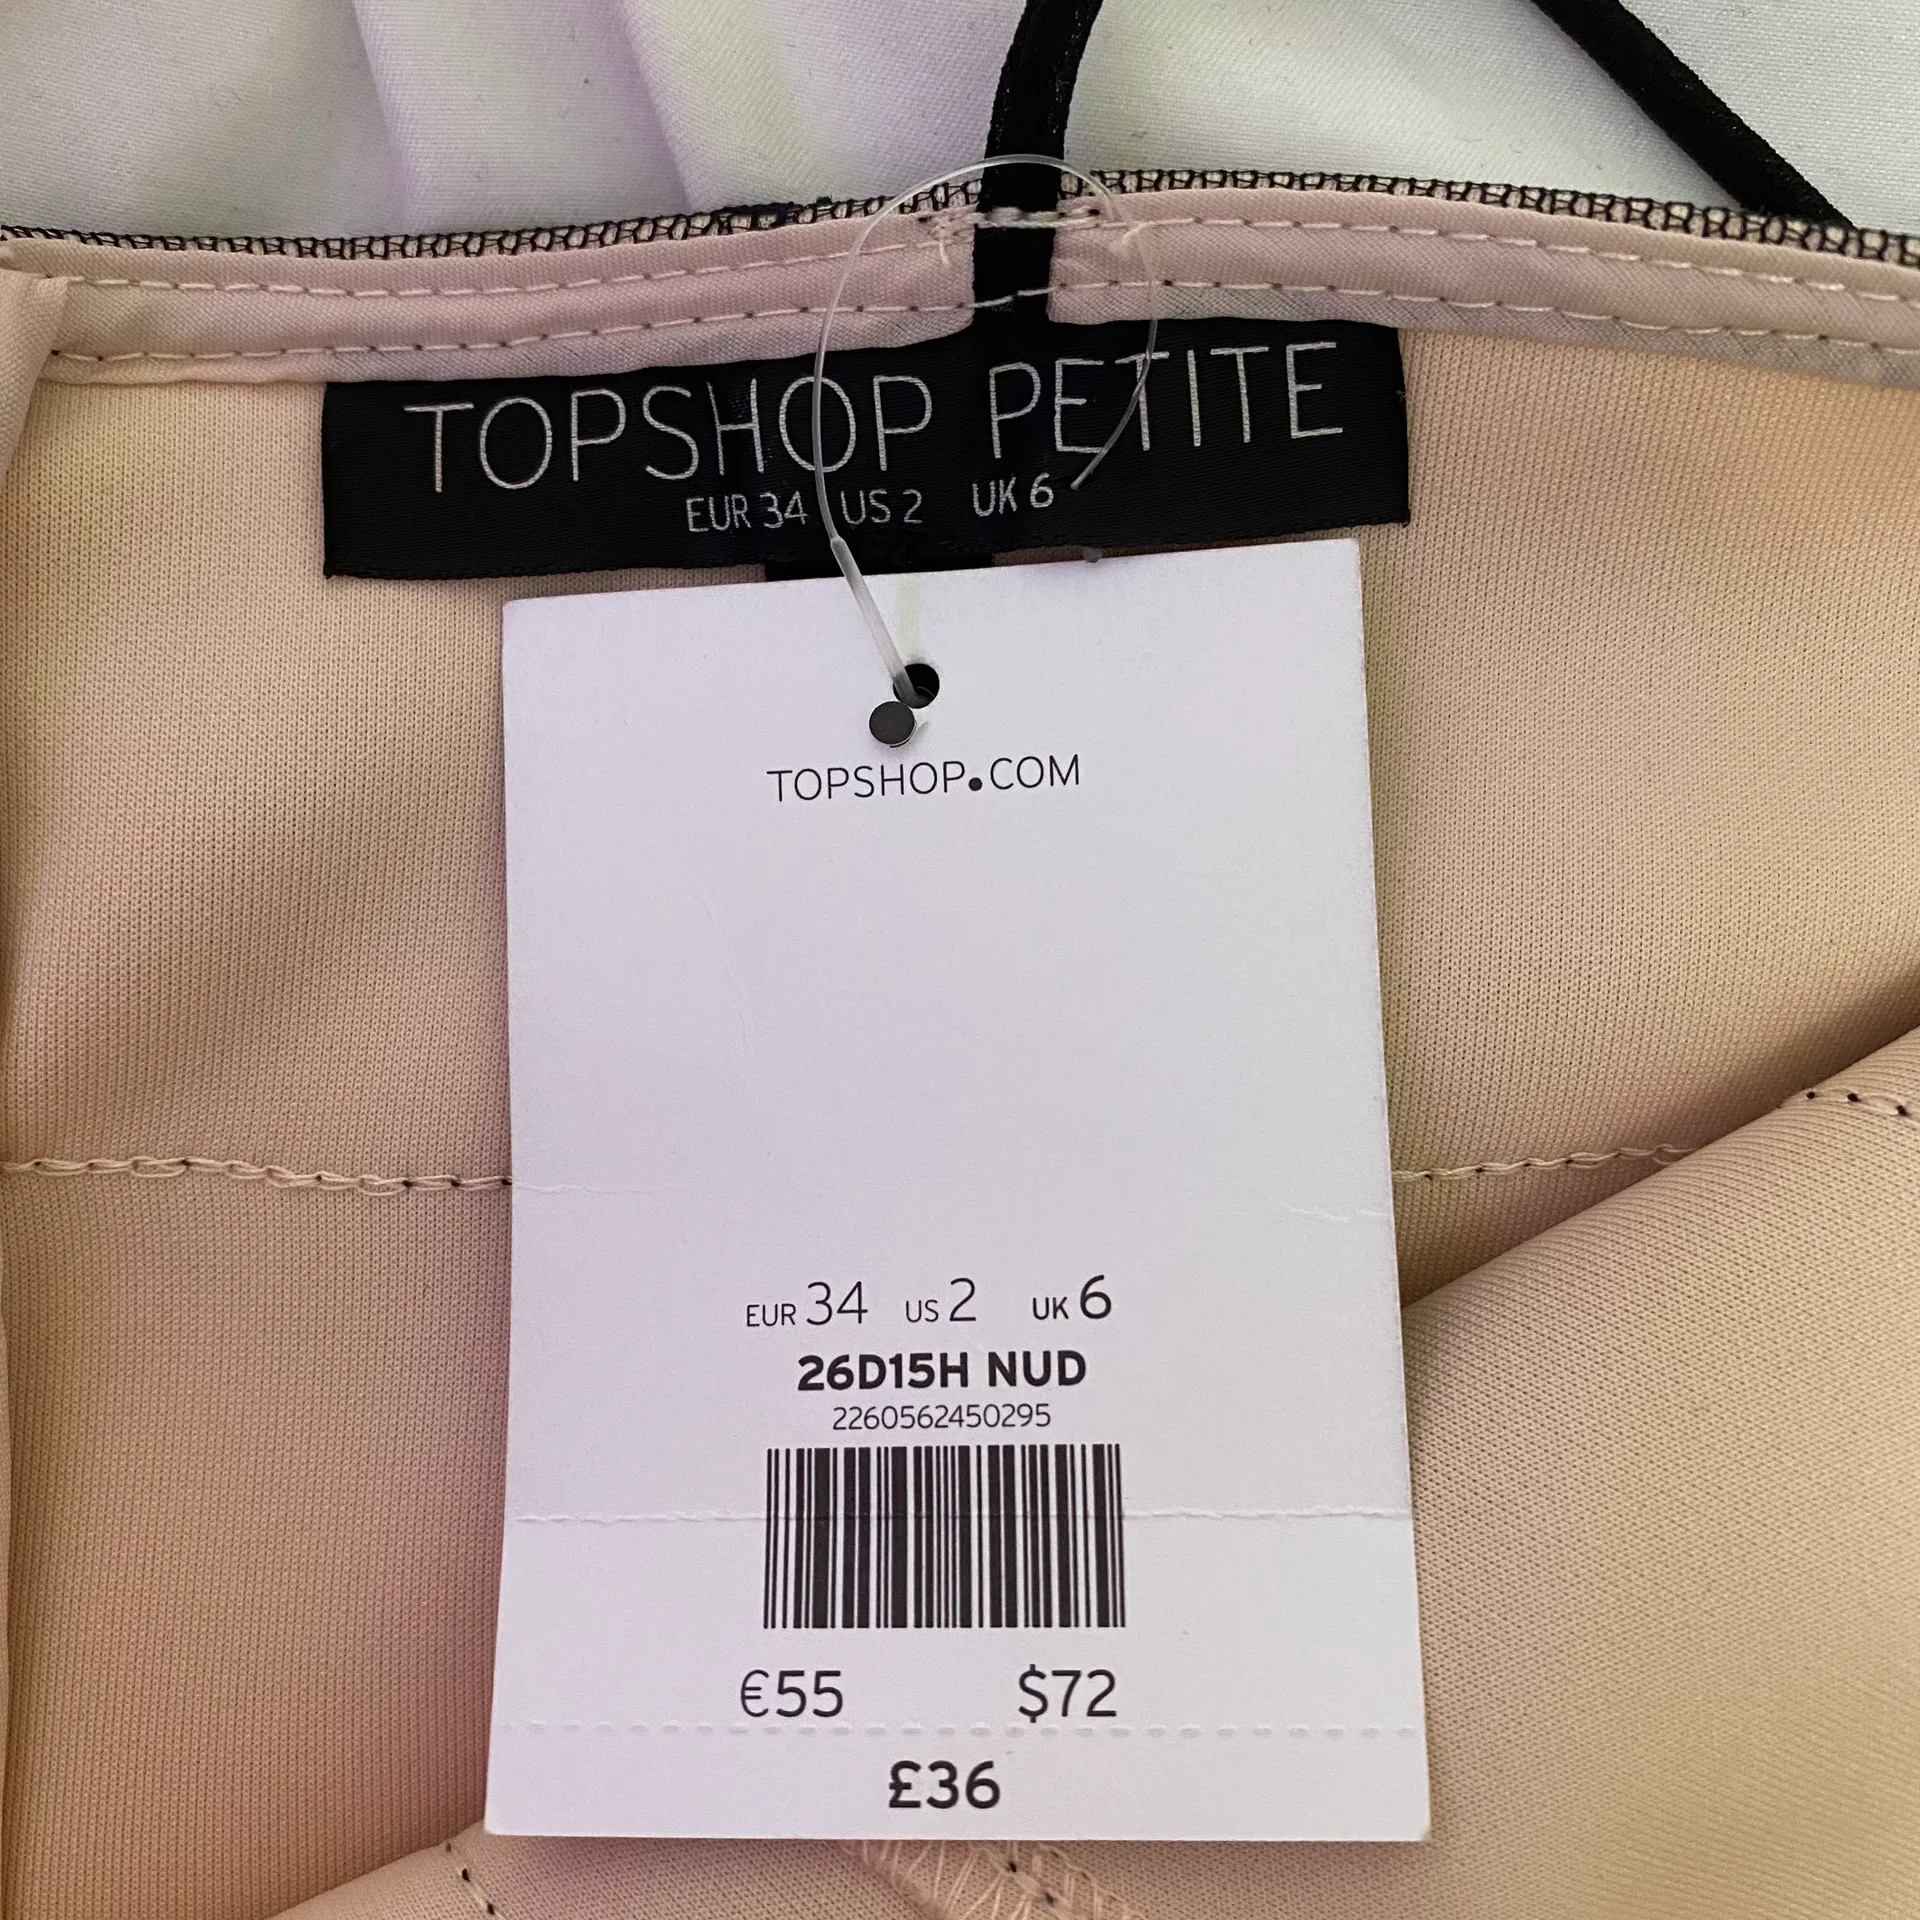 TOPSHOP PETITE
EUR 34 US 2 UK 6
TOPSHOP.COM
EUR 34 US 2 UK 6
26D15H NUD
2260562450295
€55 $72
£36